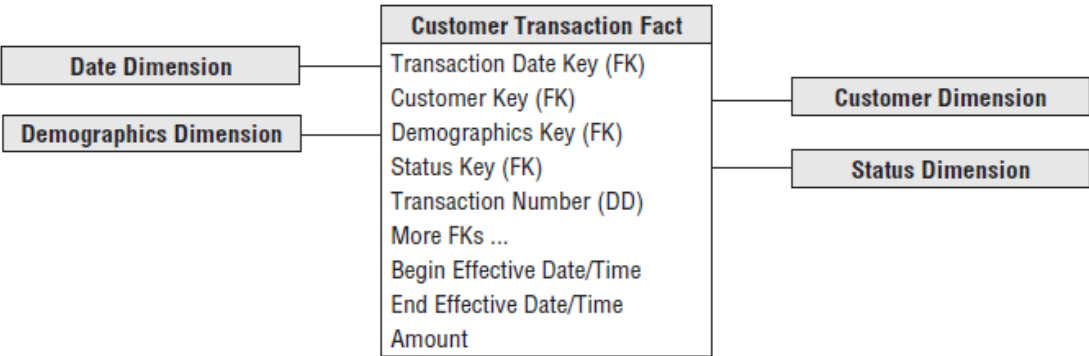 Customer Transaction Fact
Date Dimension
Transaction Date Key (FK)
Customer Key (FK)
Customer Dimension
Demographics Dimension
Demographics Key (FK)
Status Key (FK)
Status Dimension
Transaction Number (DD)
More FKs ...
Begin Effective Date/Time
End Effective Date/Time
Amount